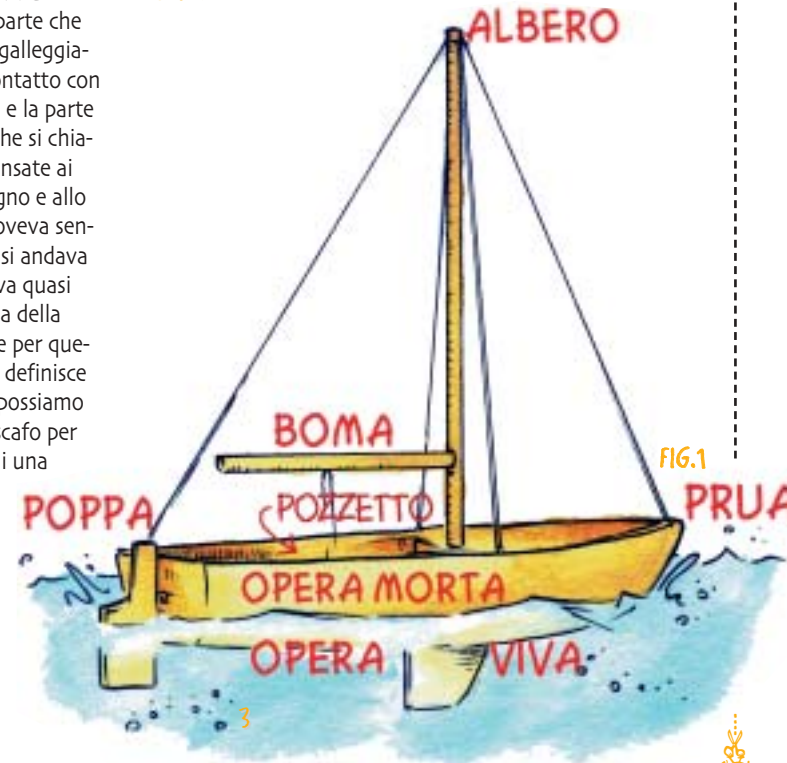 parte che
galleggia-
ontatto con
e la parte
he si chia-
nsate ai
gno e allo
oveva sen-
si andava
va quasi
a della
e per que-
definisce
possiamo
scafo per
i una
ALBERO
BOMA
FIG.1
POPPA
POZZETTO
PRUA
OPERA MORTA
OPERA VIVA
3